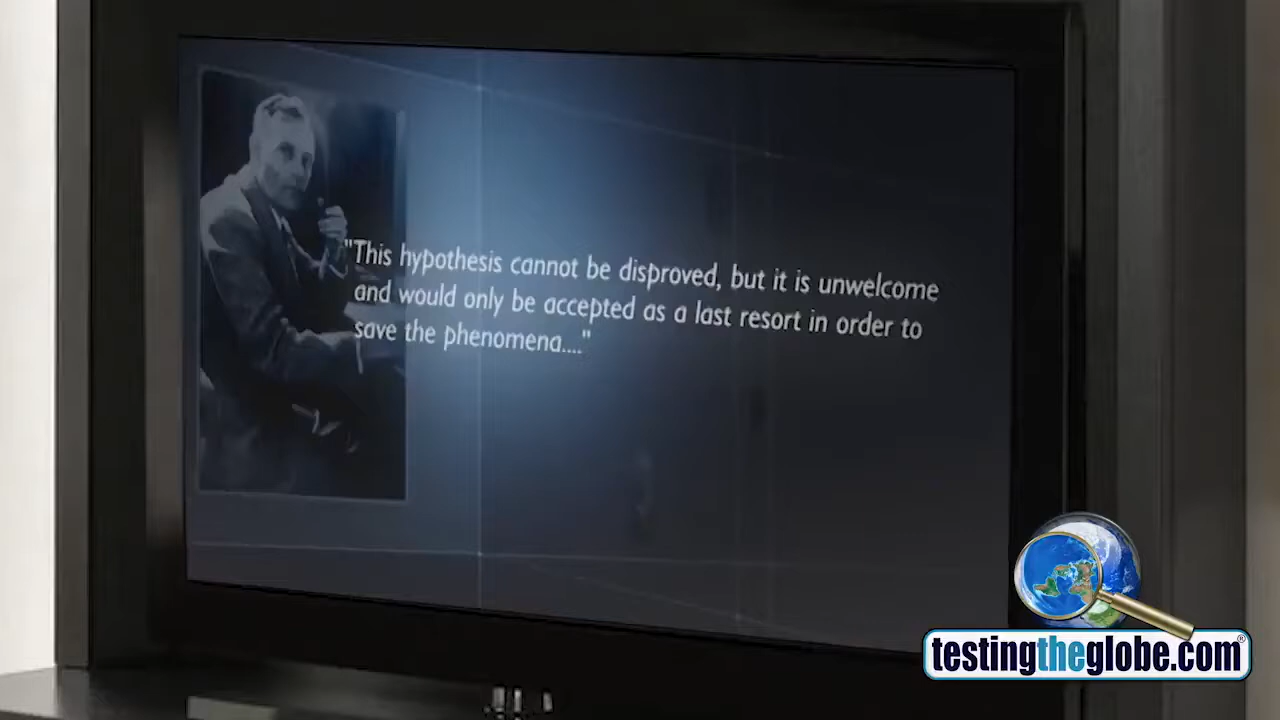 "This hypothesis cannot be disproved, but it is unwelcome
and would only be accepted as a last resort in order to
save the phenomena...."
testingtheglobe.com®